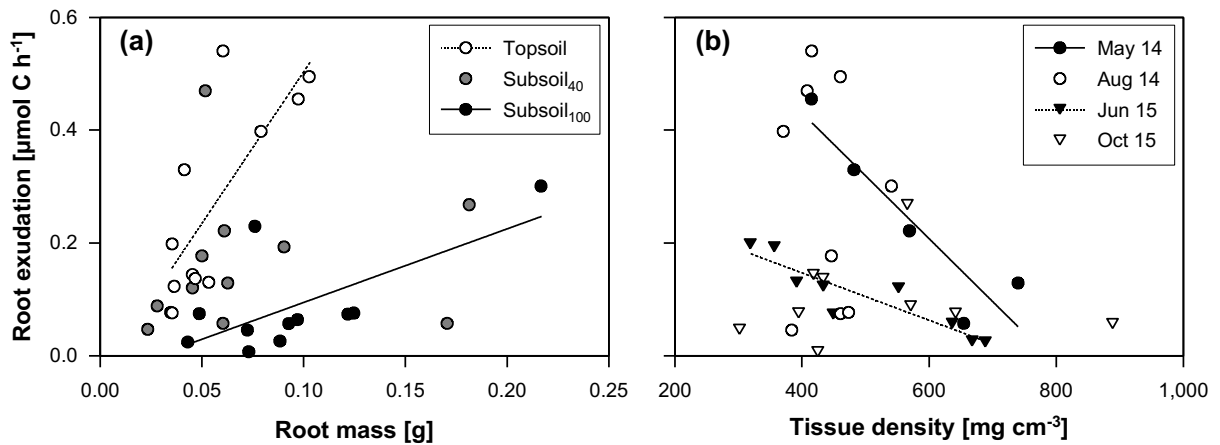 (a)
Topsoil
Subsoil₄₀
Subsoil₁₀₀
Root exudation [µmol C h⁻¹]
0.6
0.4
0.2
0.0
0.00 0.05 0.10 0.15 0.20 0.25
Root mass [g]
(b)
May 14
Aug 14
Jun 15
Oct 15
200 400 600 800 1,000
Tissue density [mg cm⁻³]